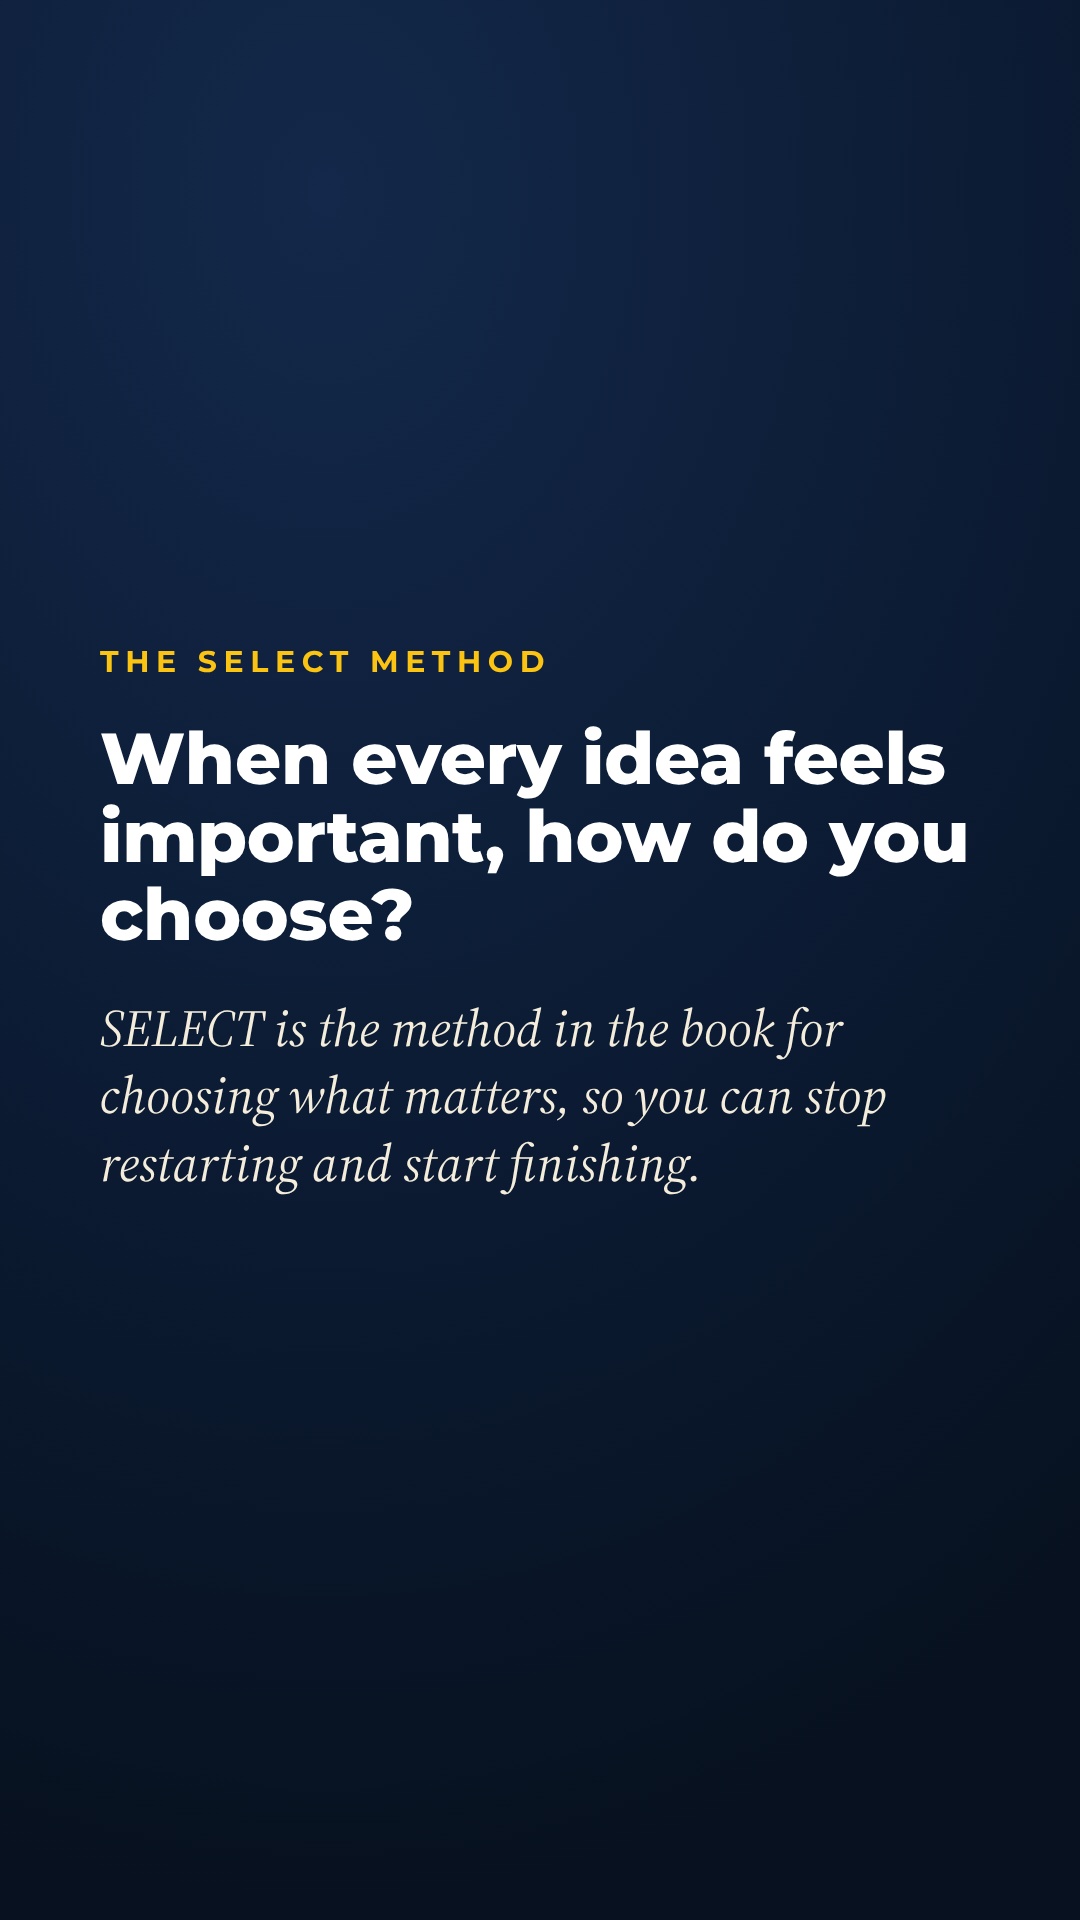 THE SELECT METHOD
When every idea feels
important, how do you
choose?
SELECT is the method in the book for
choosing what matters, so you can stop
restarting and start finishing.